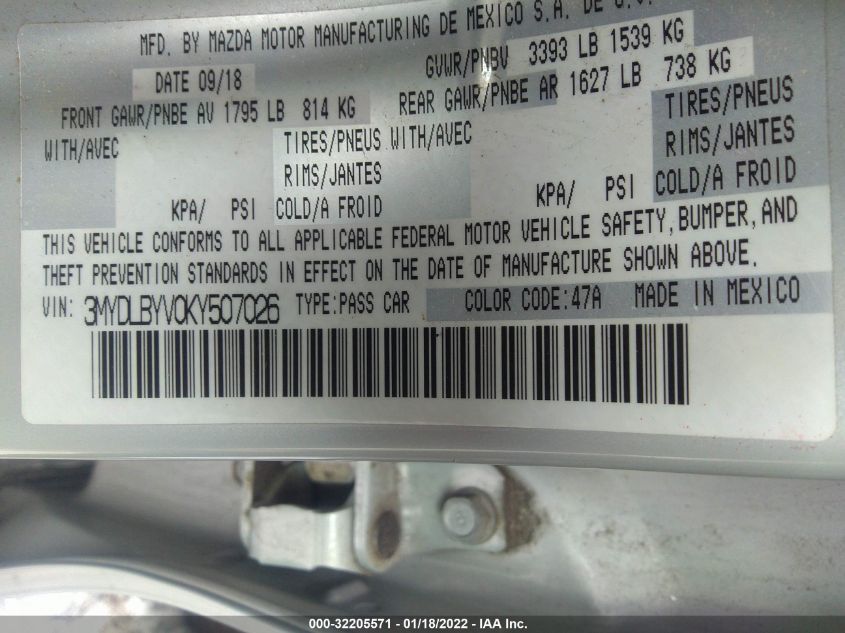 MFD. BY MAZDA MOTOR MANUFACTURING DE MEXICO S.A. DE C.V.
DATE 09/18 GVWR/PNBV 3393 LB 1539 KG
FRONT GAWR/PNBE AV 1795 LB 814 KG REAR GAWR/PNBE AR 1627 LB 738 KG
WITH/AVEC TIRES/PNEUS WITH/AVEC TIRES/PNEUS
RIMS/JANTES RIMS/JANTES
KPA/ PSI COLD/A FROID KPA/ PSI COLD/A FROID
THIS VEHICLE CONFORMS TO ALL APPLICABLE FEDERAL MOTOR VEHICLE SAFETY, BUMPER, AND
THEFT PREVENTION STANDARDS IN EFFECT ON THE DATE OF MANUFACTURE SHOWN ABOVE.
VIN: 3MYDLBYV0KY507026 TYPE:PASS CAR COLOR CODE:47A MADE IN MEXICO
000-32205571 - 01/18/2022 - IAA Inc.